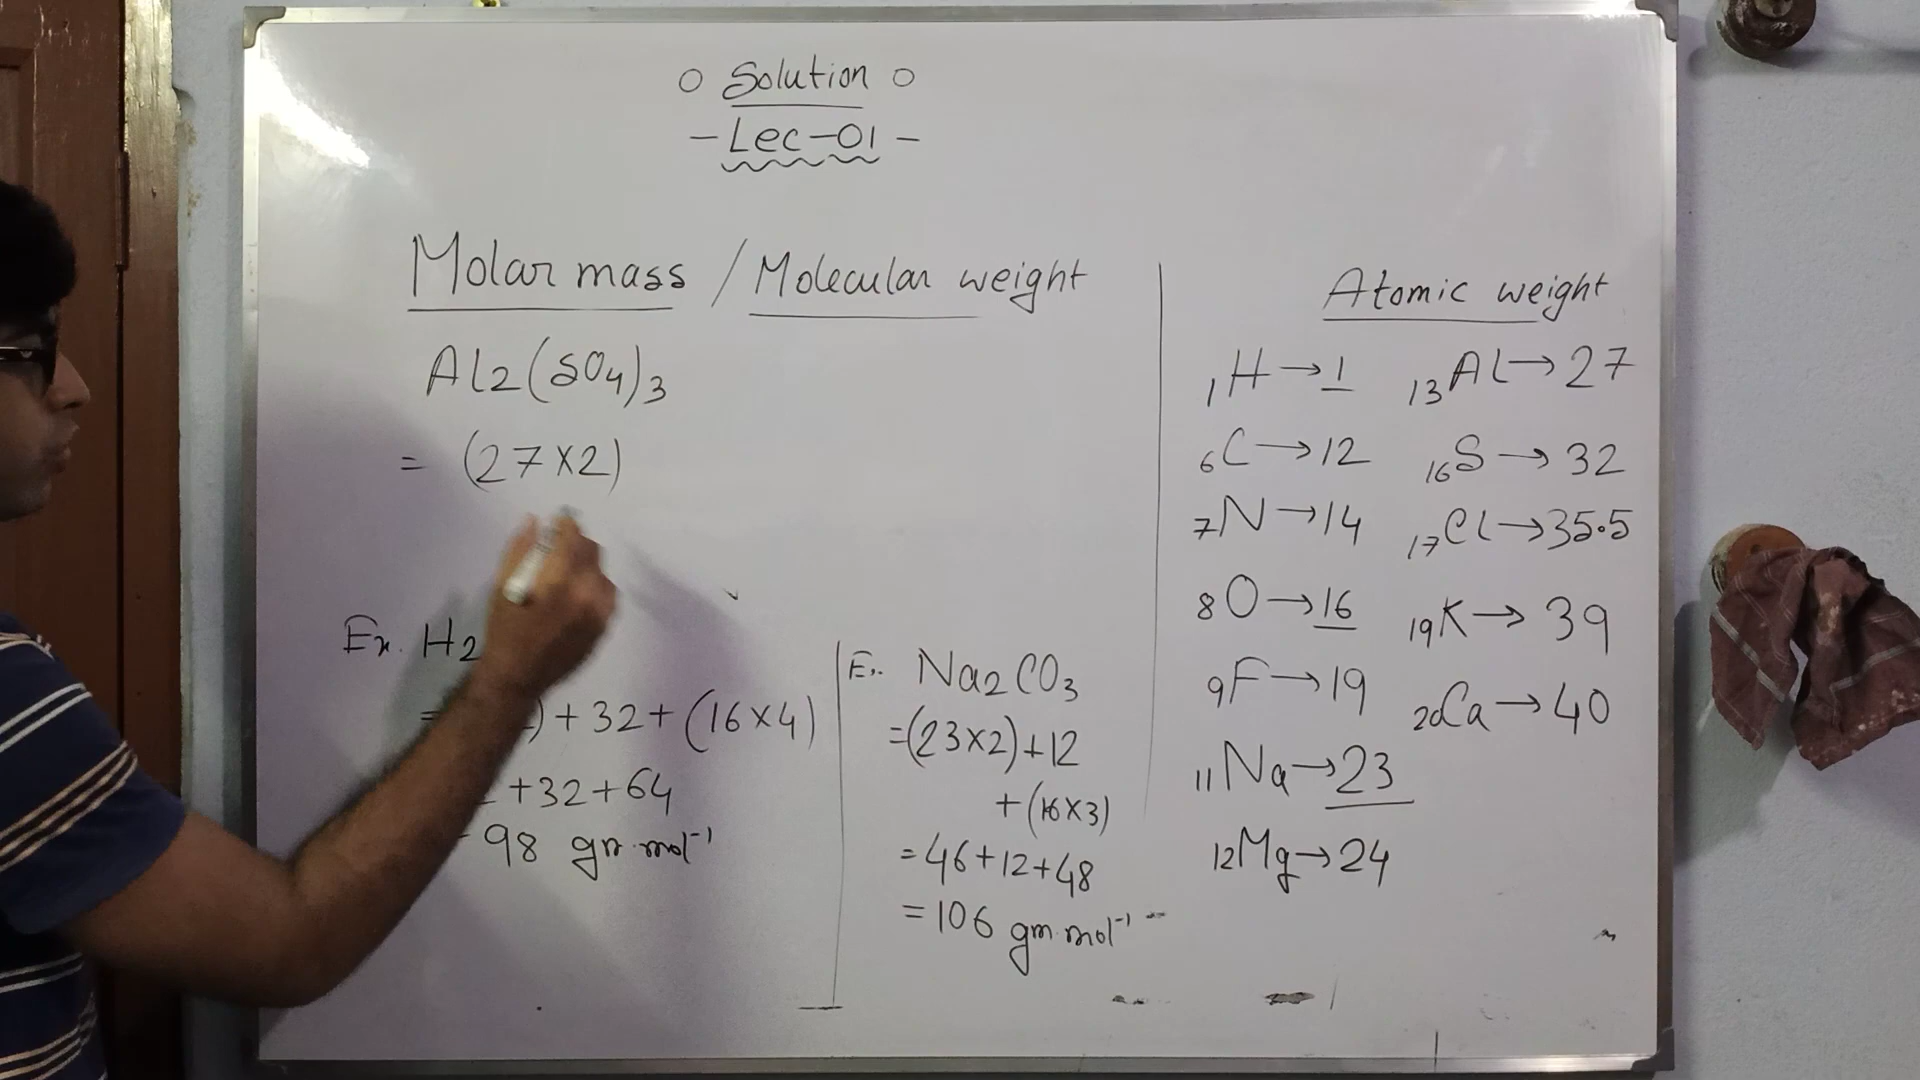 Solution
-Lec-01-
Molar mass / Molecular weight
Al2(SO4)3
= (27×2)
Ex. H2
=
)+32+(16×4)
+32+64
98 gm mol⁻¹
Ex. Na2CO3
=(23×2)+12
+(16×3)
=46+12+48
=106 gm mol⁻¹
Atomic weight
1H→1 13Al→27
6C→12 16S→32
7N→14 17Cl→35.5
8O→16 19K→39
9F→19 20Ca→40
11Na→23
12Mg→24